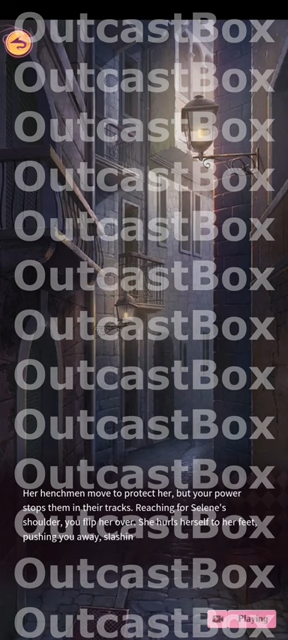 OutcastBox
OutcastBox
OutcastBox
OutcastBox
OutcastBox
OutcastBox
OutcastBox
OutcastBox
OutcastBox
OutcastBox
Her henchmen move to protect her, but your power
stops them in their tracks. Reaching for Selene's
shoulder, you flip her over. She hurls herself to her feet,
pushing you away, slashin
OutcastBox
OutcastBox
OutcastBox
Playing